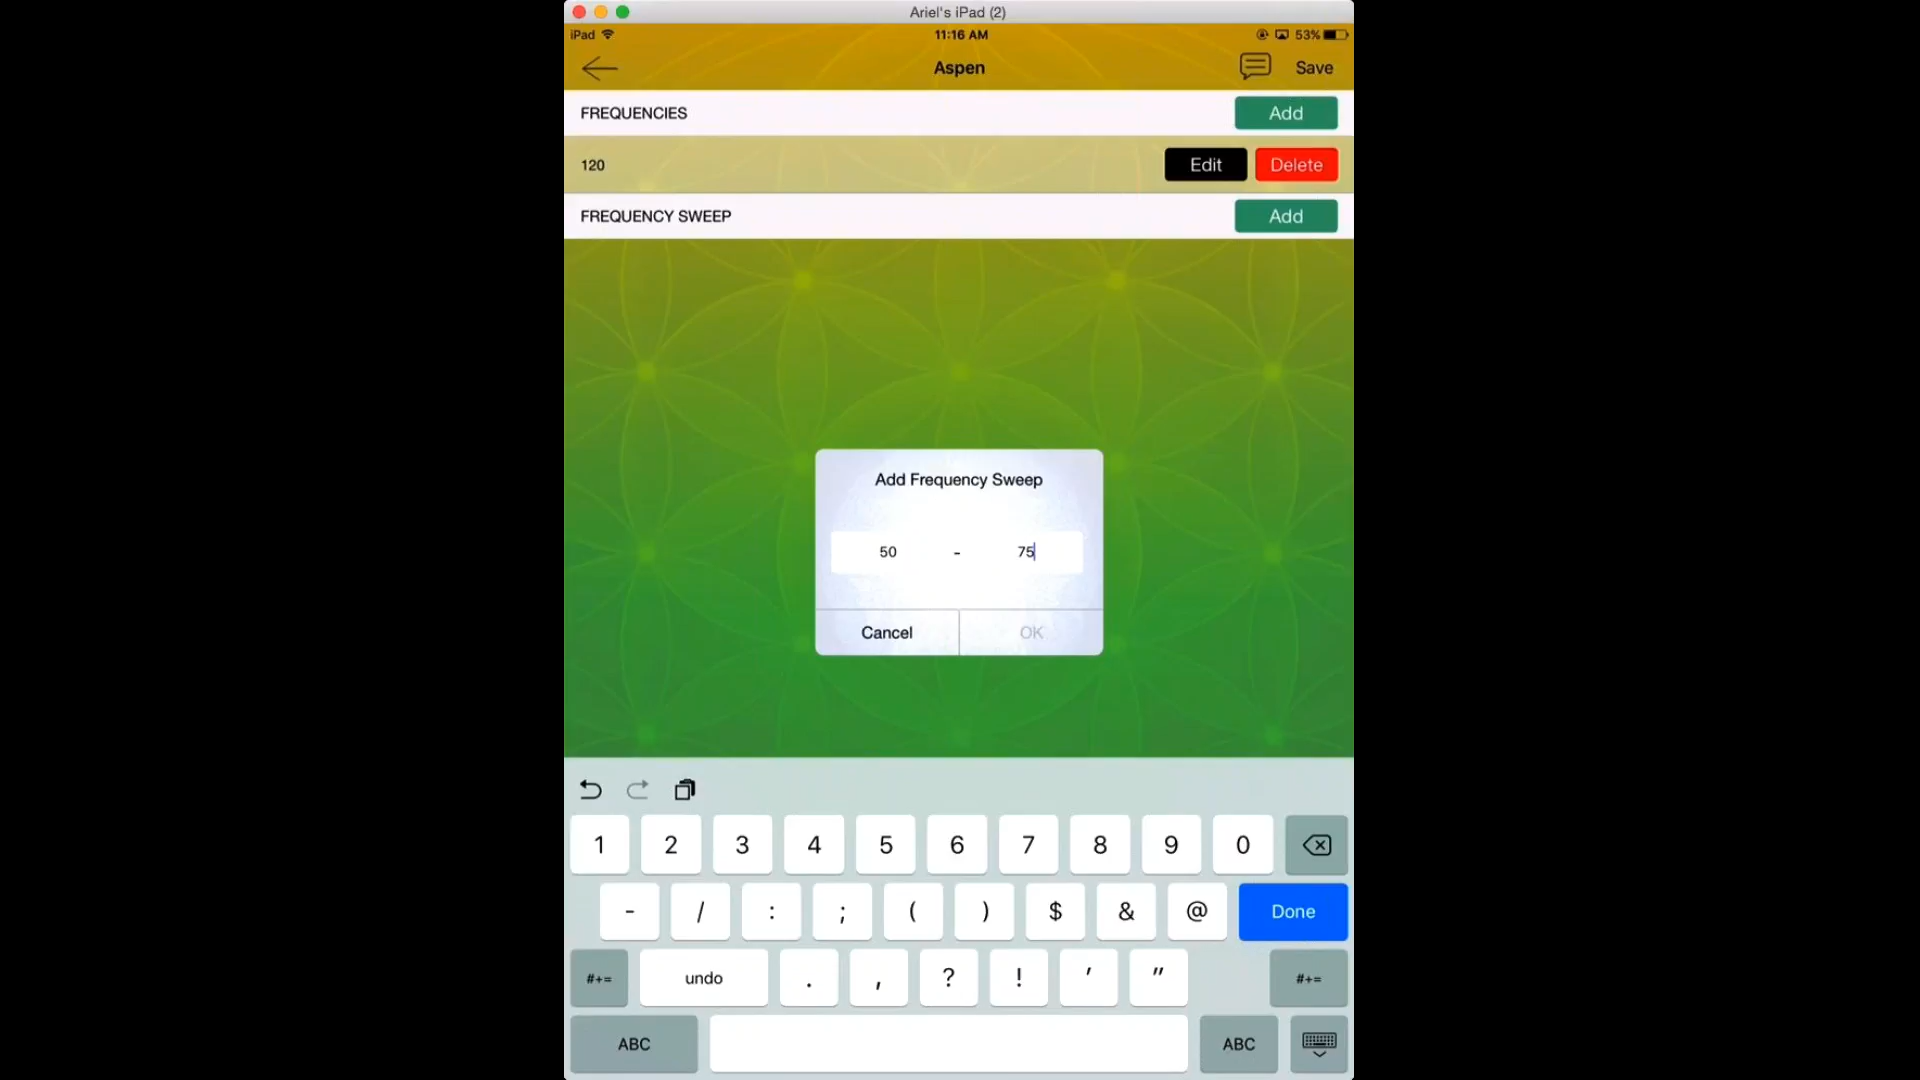 Ariel's iPad (2)
iPad 11:16 AM 53%
Aspen Save
FREQUENCIES Add
120 Edit Delete
FREQUENCY SWEEP Add
Add Frequency Sweep
50 - 75
Cancel OK
1 2 3 4 5 6 7 8 9 0
- / : ; ( ) $ & @ Done
#+= undo . , ? ! ' " #+=
ABC ABC